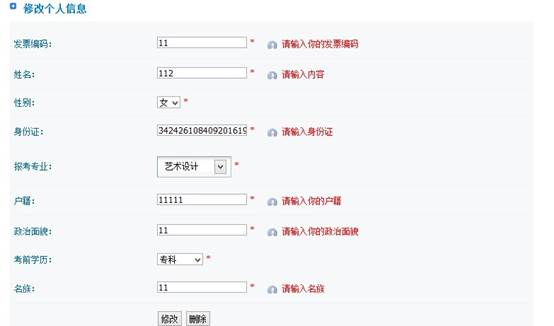 修改个人信息
发票编码: 11 * 请输入你的发票编码
姓名: 112 * 请输入内容
性别: 女 *
身份证: 342426108409201619 * 请输入身份证
报考专业: 艺术设计 *
户籍: 11111 * 请输入你的户籍
政治面貌: 11 * 请输入你的政治面貌
考前学历: 专科 *
名族: 11 * 请输入名族
修改 删除